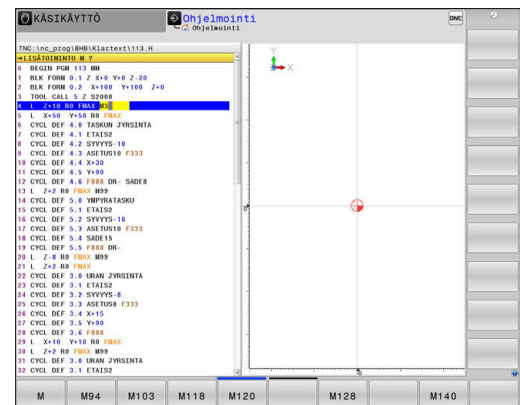 KÄSIKÄYTTÖ
Ohjelmointi
Ohjelmointi
DNC
TNC:\nc_prog\BHB\Klartext\113.H
→LISÄTOIMINTO M ?
0 BEGIN PGM 113 MM
1 BLK FORM 0.1 Z X+0 Y+0 Z-20
2 BLK FORM 0.2 X+100 Y+100 Z+0
3 TOOL CALL 5 Z S2000
4 L Z+10 R0 FMAX M3
5 L X+50 Y+50 R0 FMAX
6 CYCL DEF 4.0 TASKUN JYRSINTA
7 CYCL DEF 4.1 ETAIS2
8 CYCL DEF 4.2 SYVYYS-10
9 CYCL DEF 4.3 ASETUS10 F333
10 CYCL DEF 4.4 X+30
11 CYCL DEF 4.5 Y+90
12 CYCL DEF 4.6 F888 DR- SADE8
13 L Z+2 R0 FMAX M99
14 CYCL DEF 5.0 YMPYRATASKU
15 CYCL DEF 5.1 ETAIS2
16 CYCL DEF 5.2 SYVYYS-10
17 CYCL DEF 5.3 ASETUS10 F333
18 CYCL DEF 5.4 SADE15
19 CYCL DEF 5.5 F888 DR-
20 L Z-8 R0 FMAX M99
21 L Z+2 R0 FMAX
22 CYCL DEF 3.0 URAN JYRSINTA
23 CYCL DEF 3.1 ETAIS2
24 CYCL DEF 3.2 SYVYYS-8
25 CYCL DEF 3.3 ASETUS8 F333
26 CYCL DEF 3.4 X+15
27 CYCL DEF 3.5 Y+90
28 CYCL DEF 3.6 F888
29 L X+10 Y+10 R0 FMAX
30 L Z+2 R0 FMAX M99
31 CYCL DEF 3.0 URAN JYRSINTA
32 CYCL DEF 3.1 ETAIS2
Y
X
0
0
M
M94
M103
M118
M120
M128
M140